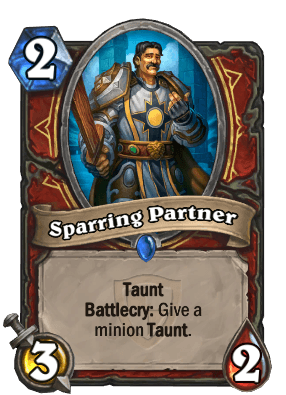 2
Sparring Partner
Taunt
Battlecry: Give a
minion Taunt.
3
2